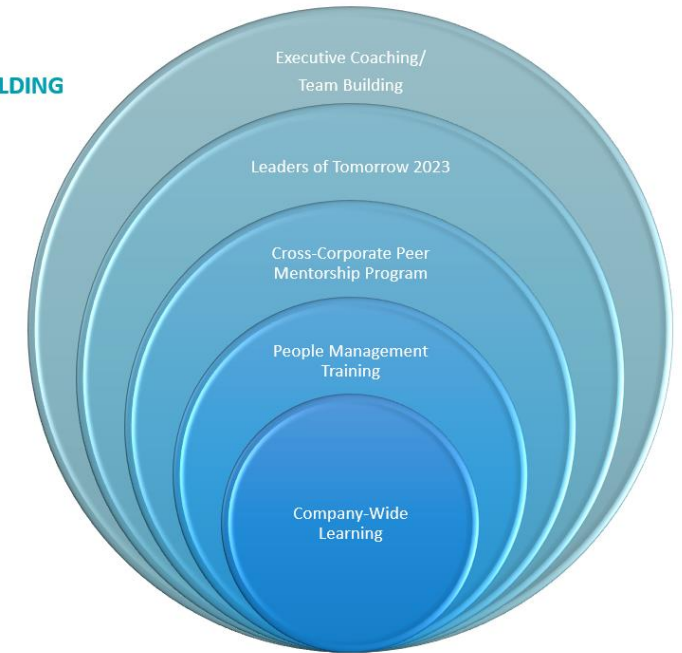 LDING
Executive Coaching/
Team Building
Leaders of Tomorrow 2023
Cross-Corporate Peer
Mentorship Program
People Management
Training
Company-Wide
Learning